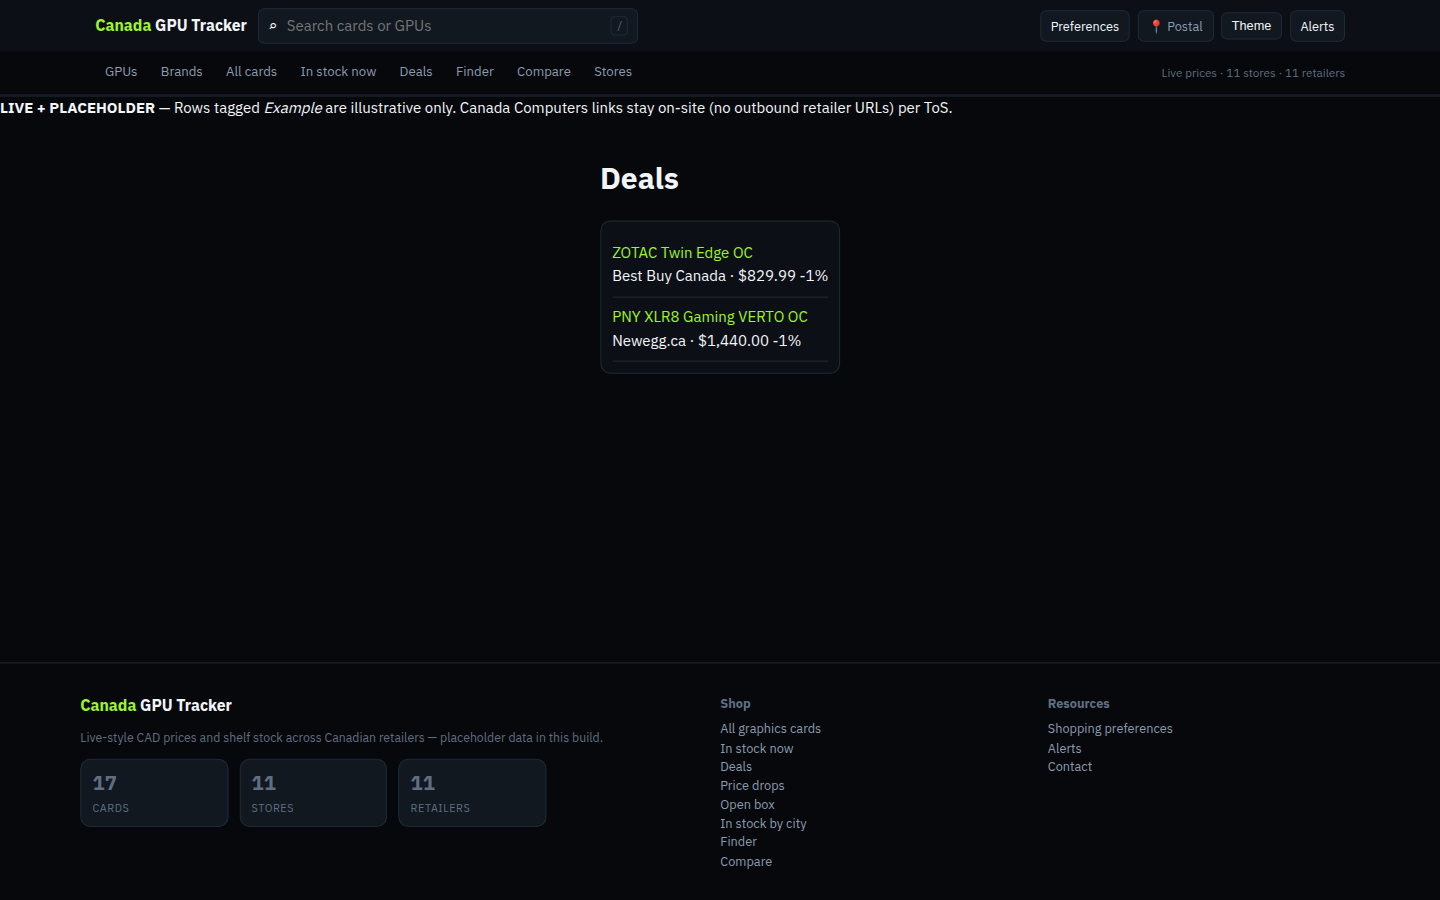 Canada GPU Tracker
Search cards or GPUs
/
Preferences
Postal
Theme
Alerts
GPUs
Brands
All cards
In stock now
Deals
Finder
Compare
Stores
Live prices · 11 stores · 11 retailers
LIVE + PLACEHOLDER — Rows tagged Example are illustrative only. Canada Computers links stay on-site (no outbound retailer URLs) per ToS.
Deals
ZOTAC Twin Edge OC
Best Buy Canada · $829.99 -1%
PNY XLR8 Gaming VERTO OC
Newegg.ca · $1,440.00 -1%
Canada GPU Tracker
Live-style CAD prices and shelf stock across Canadian retailers — placeholder data in this build.
17
CARDS
11
STORES
11
RETAILERS
Shop
All graphics cards
In stock now
Deals
Price drops
Open box
In stock by city
Finder
Compare
Resources
Shopping preferences
Alerts
Contact